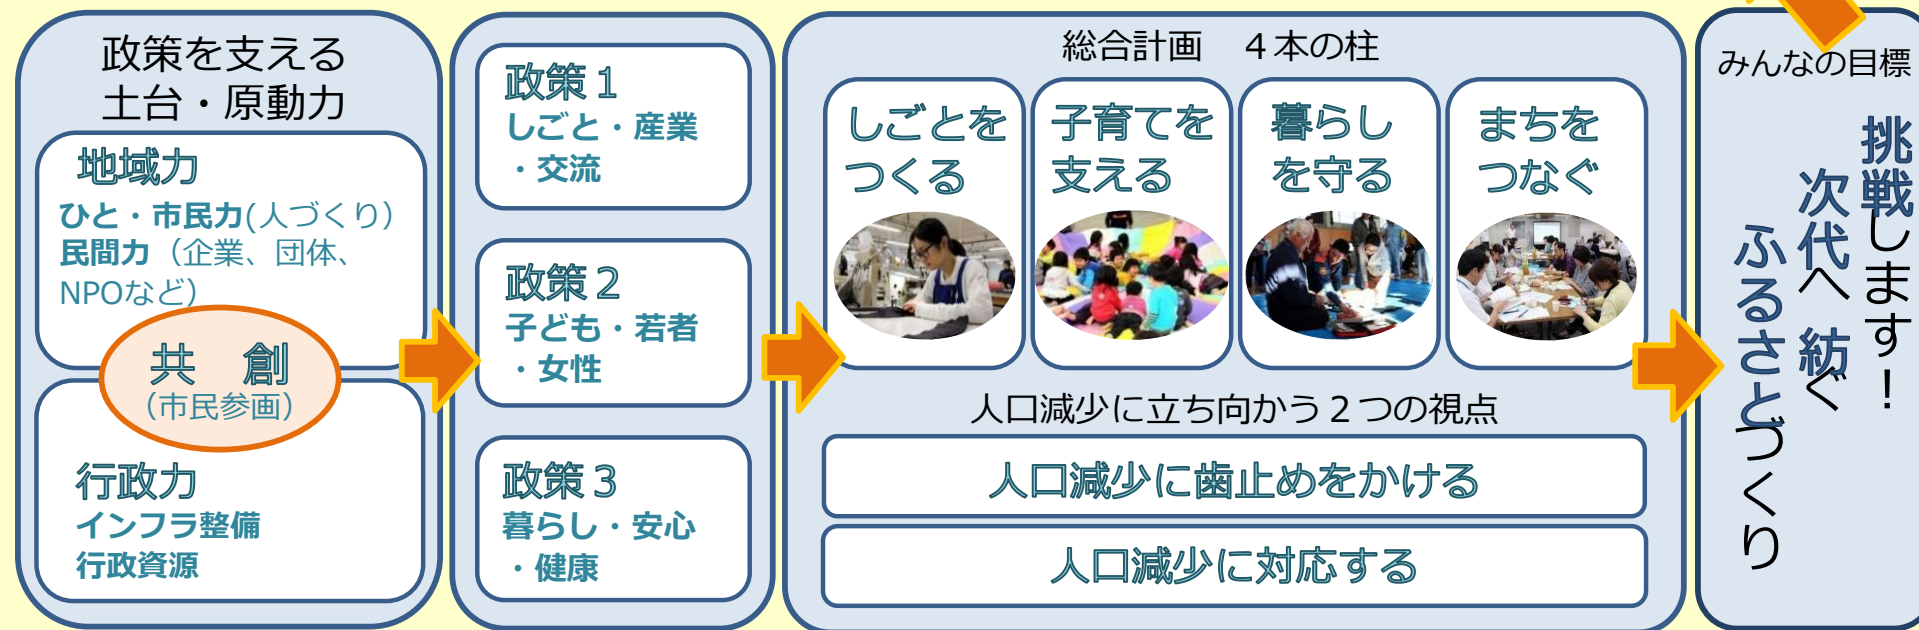 政策を支える
土台・原動力
地域力
ひと・市民力(人づくり)
民間力（企業、団体、
NPOなど）
共　創
（市民参画）
行政力
インフラ整備
行政資源
政策１
しごと・産業
・交流
政策２
子ども・若者
・女性
政策３
暮らし・安心
・健康
総合計画　４本の柱
しごとを
つくる
子育てを
支える
暮らし
を守る
まちを
つなぐ
人口減少に立ち向かう２つの視点
人口減少に歯止めをかける
人口減少に対応する
みんなの目標
挑戦します！
次代へ 紡ぐ
ふるさとづくり